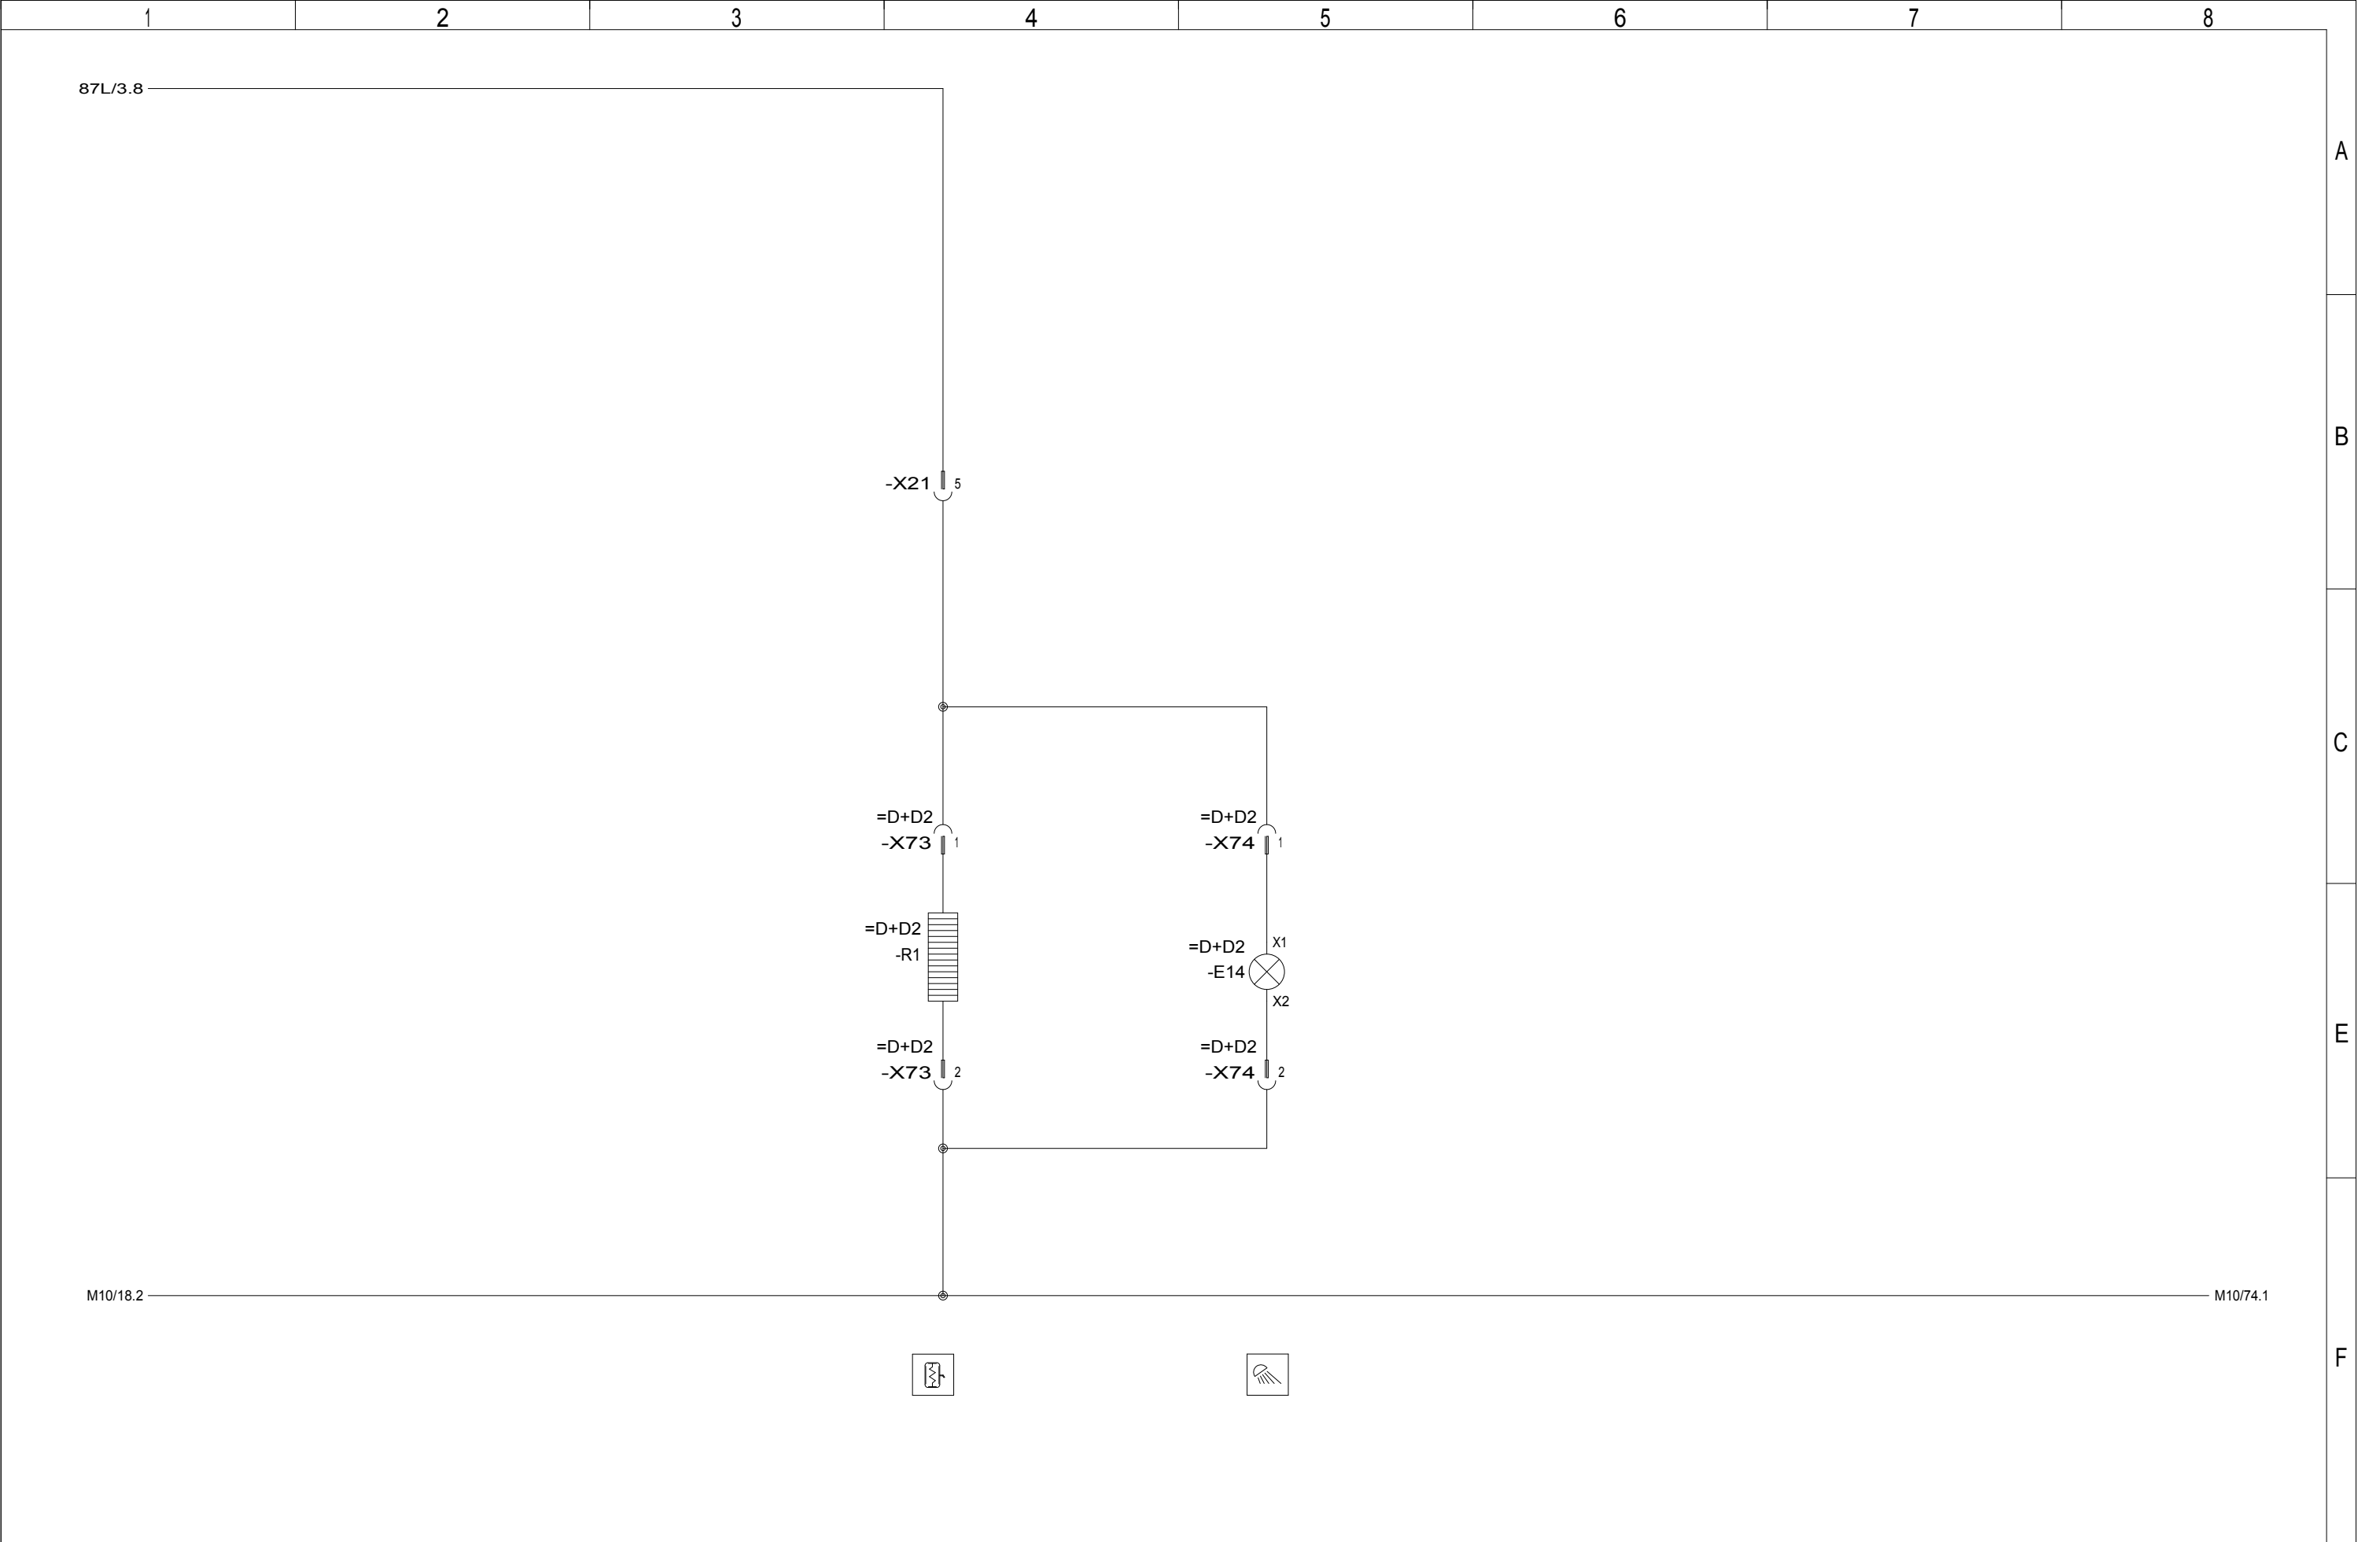 1 2 3 4 5 6 7 8
87L/3.8
A
B
-X21 5
C
=D+D2 =D+D2
-X73 1 -X74 1
=D+D2
-R1
=D+D2 X1
-E14
X2
E
=D+D2 =D+D2
-X73 2 -X74 2
M10/18.2 M10/74.1
F